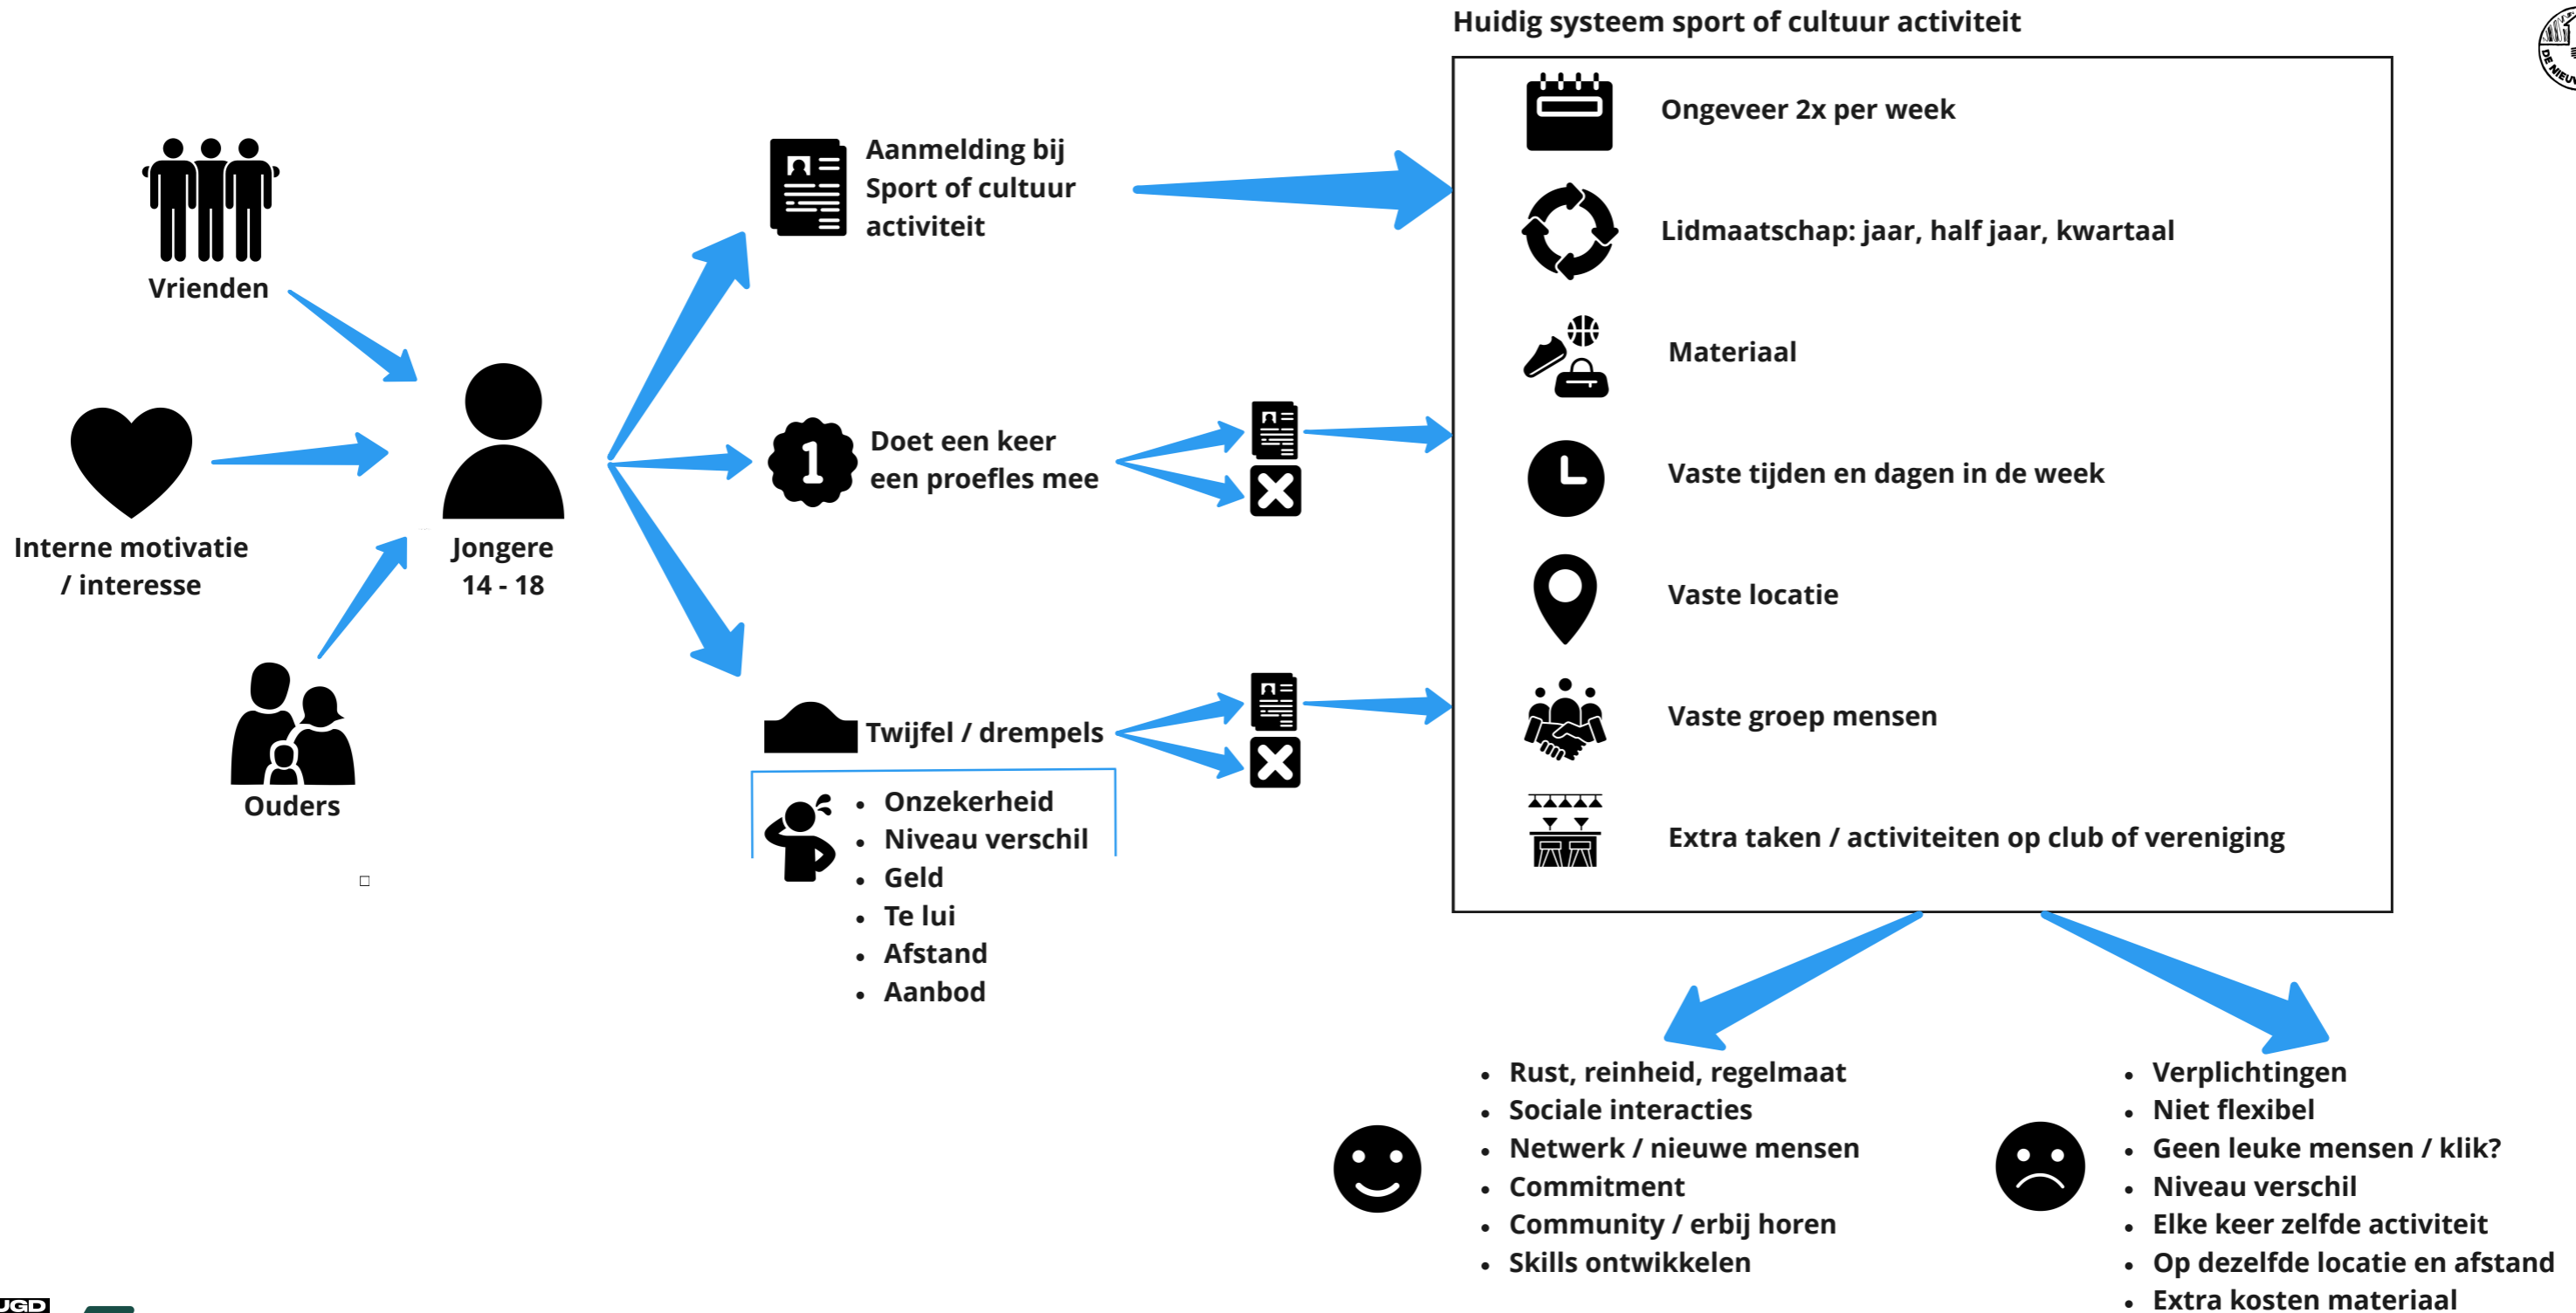 Huidig systeem sport of cultuur activiteit
DE NIEUW
Vrienden
Interne motivatie
/ interesse
Ouders
Jongere
14 - 18
Aanmelding bij
Sport of cultuur
activiteit
1
Doet een keer
een proefles mee
Twijfel / drempels
• Onzekerheid
• Niveau verschil
• Geld
• Te lui
• Afstand
• Aanbod
Ongeveer 2x per week
Lidmaatschap: jaar, half jaar, kwartaal
Materiaal
Vaste tijden en dagen in de week
Vaste locatie
Vaste groep mensen
Extra taken / activiteiten op club of vereniging
• Rust, reinheid, regelmaat
• Sociale interacties
• Netwerk / nieuwe mensen
• Commitment
• Community / erbij horen
• Skills ontwikkelen
• Verplichtingen
• Niet flexibel
• Geen leuke mensen / klik?
• Niveau verschil
• Elke keer zelfde activiteit
• Op dezelfde locatie en afstand
• Extra kosten materiaal
UGD